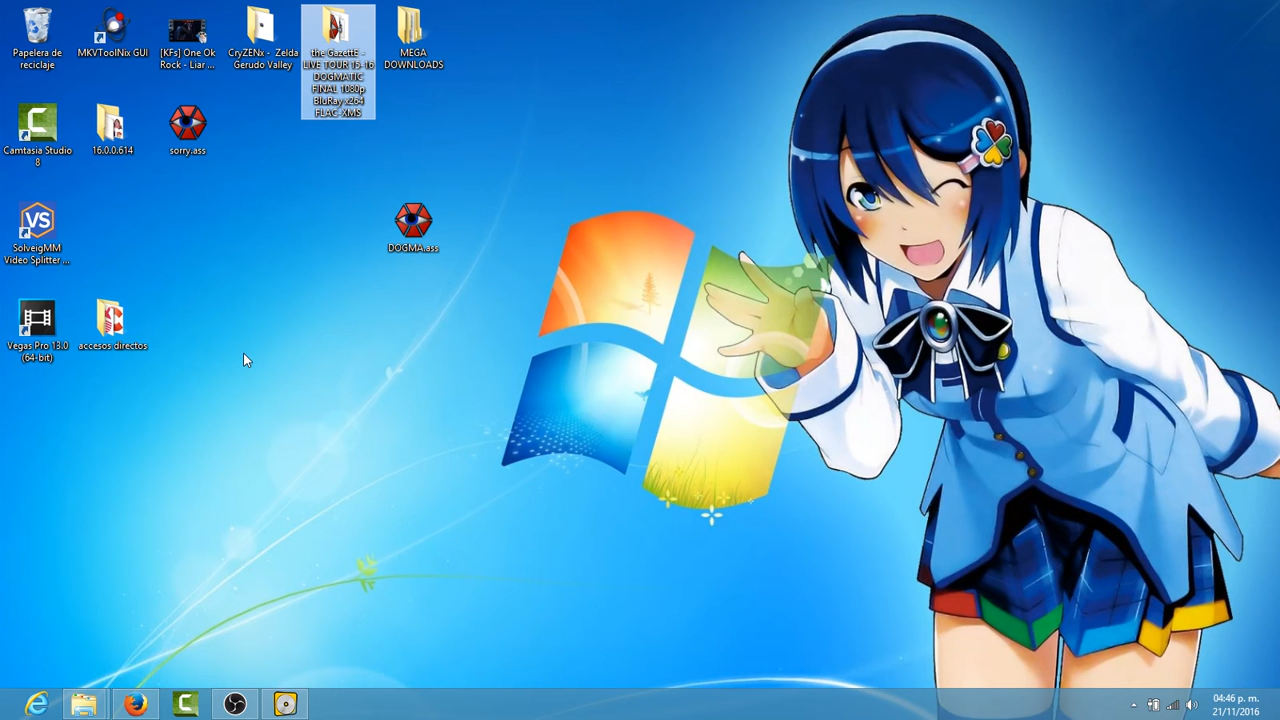 Papelera de
reciclaje
MKVToolNix GUI
[KFs] One Ok
Rock - Liar ...
CryZENx - Zelda
Gerudo Valley
the GazettE -
LIVE TOUR 15-16
DOGMATIC
FINAL 1080p
BluRay x264
FLAC-XMS
MEGA
DOWNLOADS
Camtasia Studio
8
16.0.0.614
sorry.ass
VS
SolveigMM
Video Splitter ...
DOGMA.ass
Vegas Pro 13.0
(64-bit)
accesos directos
04:46 p. m.
21/11/2016